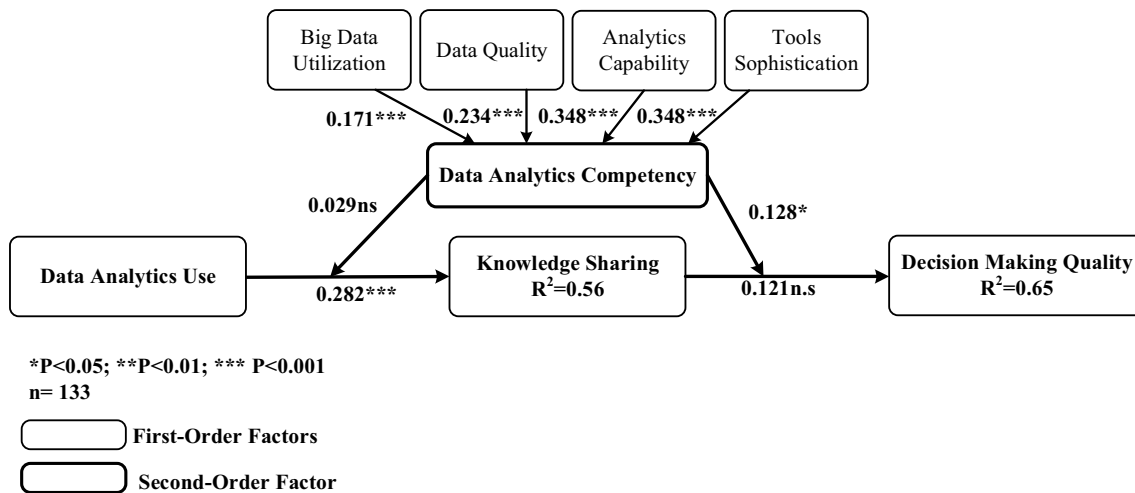 Big Data
Utilization
Data Quality
Analytics
Capability
Tools
Sophistication
0.171***
0.234***
0.348***
0.348***
Data Analytics Competency
0.029ns
0.128*
Data Analytics Use
0.282***
Knowledge Sharing
R²=0.56
0.121n.s
Decision Making Quality
R²=0.65
*P<0.05; **P<0.01; *** P<0.001
n= 133
First-Order Factors
Second-Order Factor